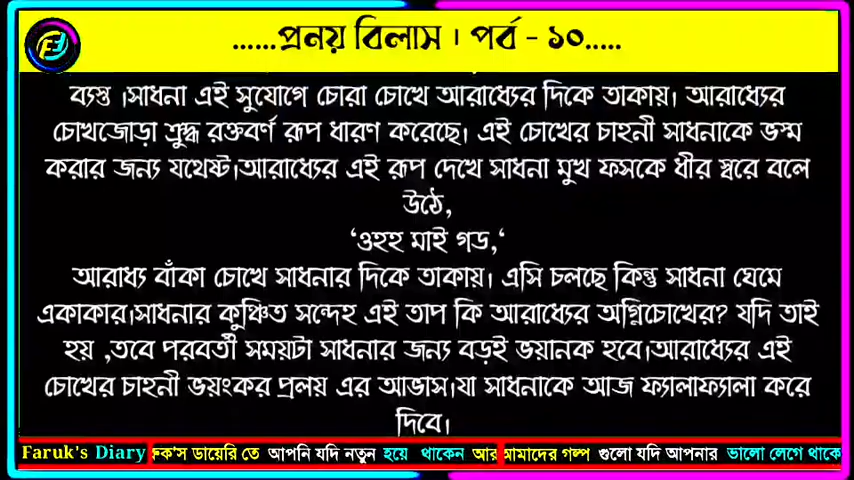 ......প্রনয় বিলাস । পর্ব - ১০.....
ব্যস্ত ।সাধনা এই সুযোগে চোরা চোখে আরাধ্যের দিকে তাকায়। আরাধ্যের
চোখজোড়া ক্রুদ্ধ রক্তবর্ণ রূপ ধারণ করেছে। এই চোখের চাহনী সাধনাকে ভস্ম
করার জন্য যথেষ্ট।আরাধ্যের এই রূপ দেখে সাধনা মুখ ফসকে ধীর স্বরে বলে
উঠে,
‘ওহহ মাই গড,‘
আরাধ্য বাঁকা চোখে সাধনার দিকে তাকায়। এসি চলছে কিন্তু সাধনা ঘেমে
একাকার।সাধনার কুঞ্চিত সন্দেহ এই তাপ কি আরাধ্যের অগ্নিচোখের? যদি তাই
হয় ,তবে পরবর্তী সময়টা সাধনার জন্য বড়ই ভয়ানক হবে।আরাধ্যের এই
চোখের চাহনী ভয়ংকর প্রলয় এর আভাস।যা সাধনাকে আজ ফ্যালাফ্যালা করে
দিবে।
Faruk's Diary রুক'স ডায়েরি তে আপনি যদি নতুন হয়ে থাকেন আর আমাদের গল্প গুলো যদি আপনার ভালো লেগে থাকে